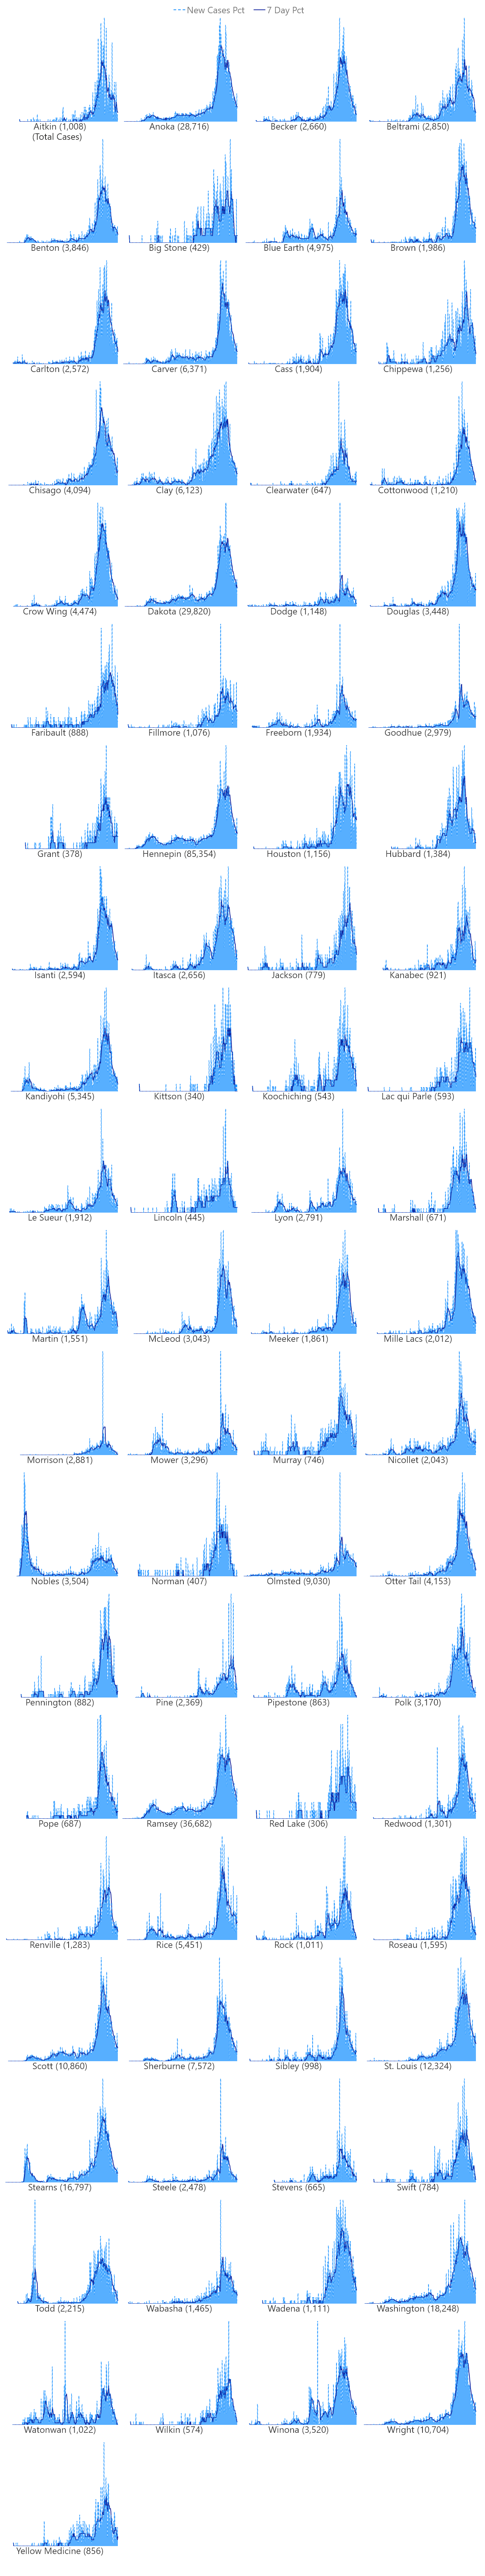 New Cases Pct 7 Day Pct
Aitkin (1,008) Anoka (28,716) Becker (2,660) Beltrami (2,850)
(Total Cases)
Benton (3,846) Big Stone (429) Blue Earth (4,975) Brown (1,986)
Carlton (2,572) Carver (6,371) Cass (1,904) Chippewa (1,256)
Chisago (4,094) Clay (6,123) Clearwater (647) Cottonwood (1,210)
Crow Wing (4,474) Dakota (29,820) Dodge (1,148) Douglas (3,448)
Faribault (888) Fillmore (1,076) Freeborn (1,934) Goodhue (2,979)
Grant (378) Hennepin (85,354) Houston (1,156) Hubbard (1,384)
Isanti (2,594) Itasca (2,656) Jackson (779) Kanabec (921)
Kandiyohi (5,345) Kittson (340) Koochiching (543) Lac qui Parle (593)
Le Sueur (1,912) Lincoln (445) Lyon (2,791) Marshall (671)
Martin (1,551) McLeod (3,043) Meeker (1,861) Mille Lacs (2,012)
Morrison (2,881) Mower (3,296) Murray (746) Nicollet (2,043)
Nobles (3,504) Norman (407) Olmsted (9,030) Otter Tail (4,153)
Pennington (882) Pine (2,369) Pipestone (863) Polk (3,170)
Pope (687) Ramsey (36,682) Red Lake (306) Redwood (1,301)
Renville (1,283) Rice (5,451) Rock (1,011) Roseau (1,595)
Scott (10,860) Sherburne (7,572) Sibley (998) St. Louis (12,324)
Stearns (16,797) Steele (2,478) Stevens (665) Swift (784)
Todd (2,215) Wabasha (1,465) Wadena (1,111) Washington (18,248)
Watonwan (1,022) Wilkin (574) Winona (3,520) Wright (10,704)
Yellow Medicine (856)